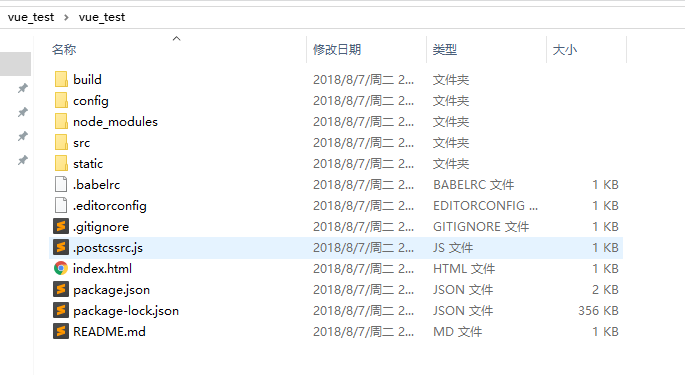 vue_test > vue_test
名称 修改日期 类型 大小
build 2018/8/7/周二 2... 文件夹
config 2018/8/7/周二 2... 文件夹
node_modules 2018/8/7/周二 2... 文件夹
src 2018/8/7/周二 2... 文件夹
static 2018/8/7/周二 2... 文件夹
.babelrc 2018/8/7/周二 2... BABELRC 文件 1 KB
.editorconfig 2018/8/7/周二 2... EDITORCONFIG ... 1 KB
.gitignore 2018/8/7/周二 2... GITIGNORE 文件 1 KB
.postcssrc.js 2018/8/7/周二 2... JS 文件 1 KB
index.html 2018/8/7/周二 2... HTML 文件 1 KB
package.json 2018/8/7/周二 2... JSON 文件 2 KB
package-lock.json 2018/8/7/周二 2... JSON 文件 356 KB
README.md 2018/8/7/周二 2... MD 文件 1 KB